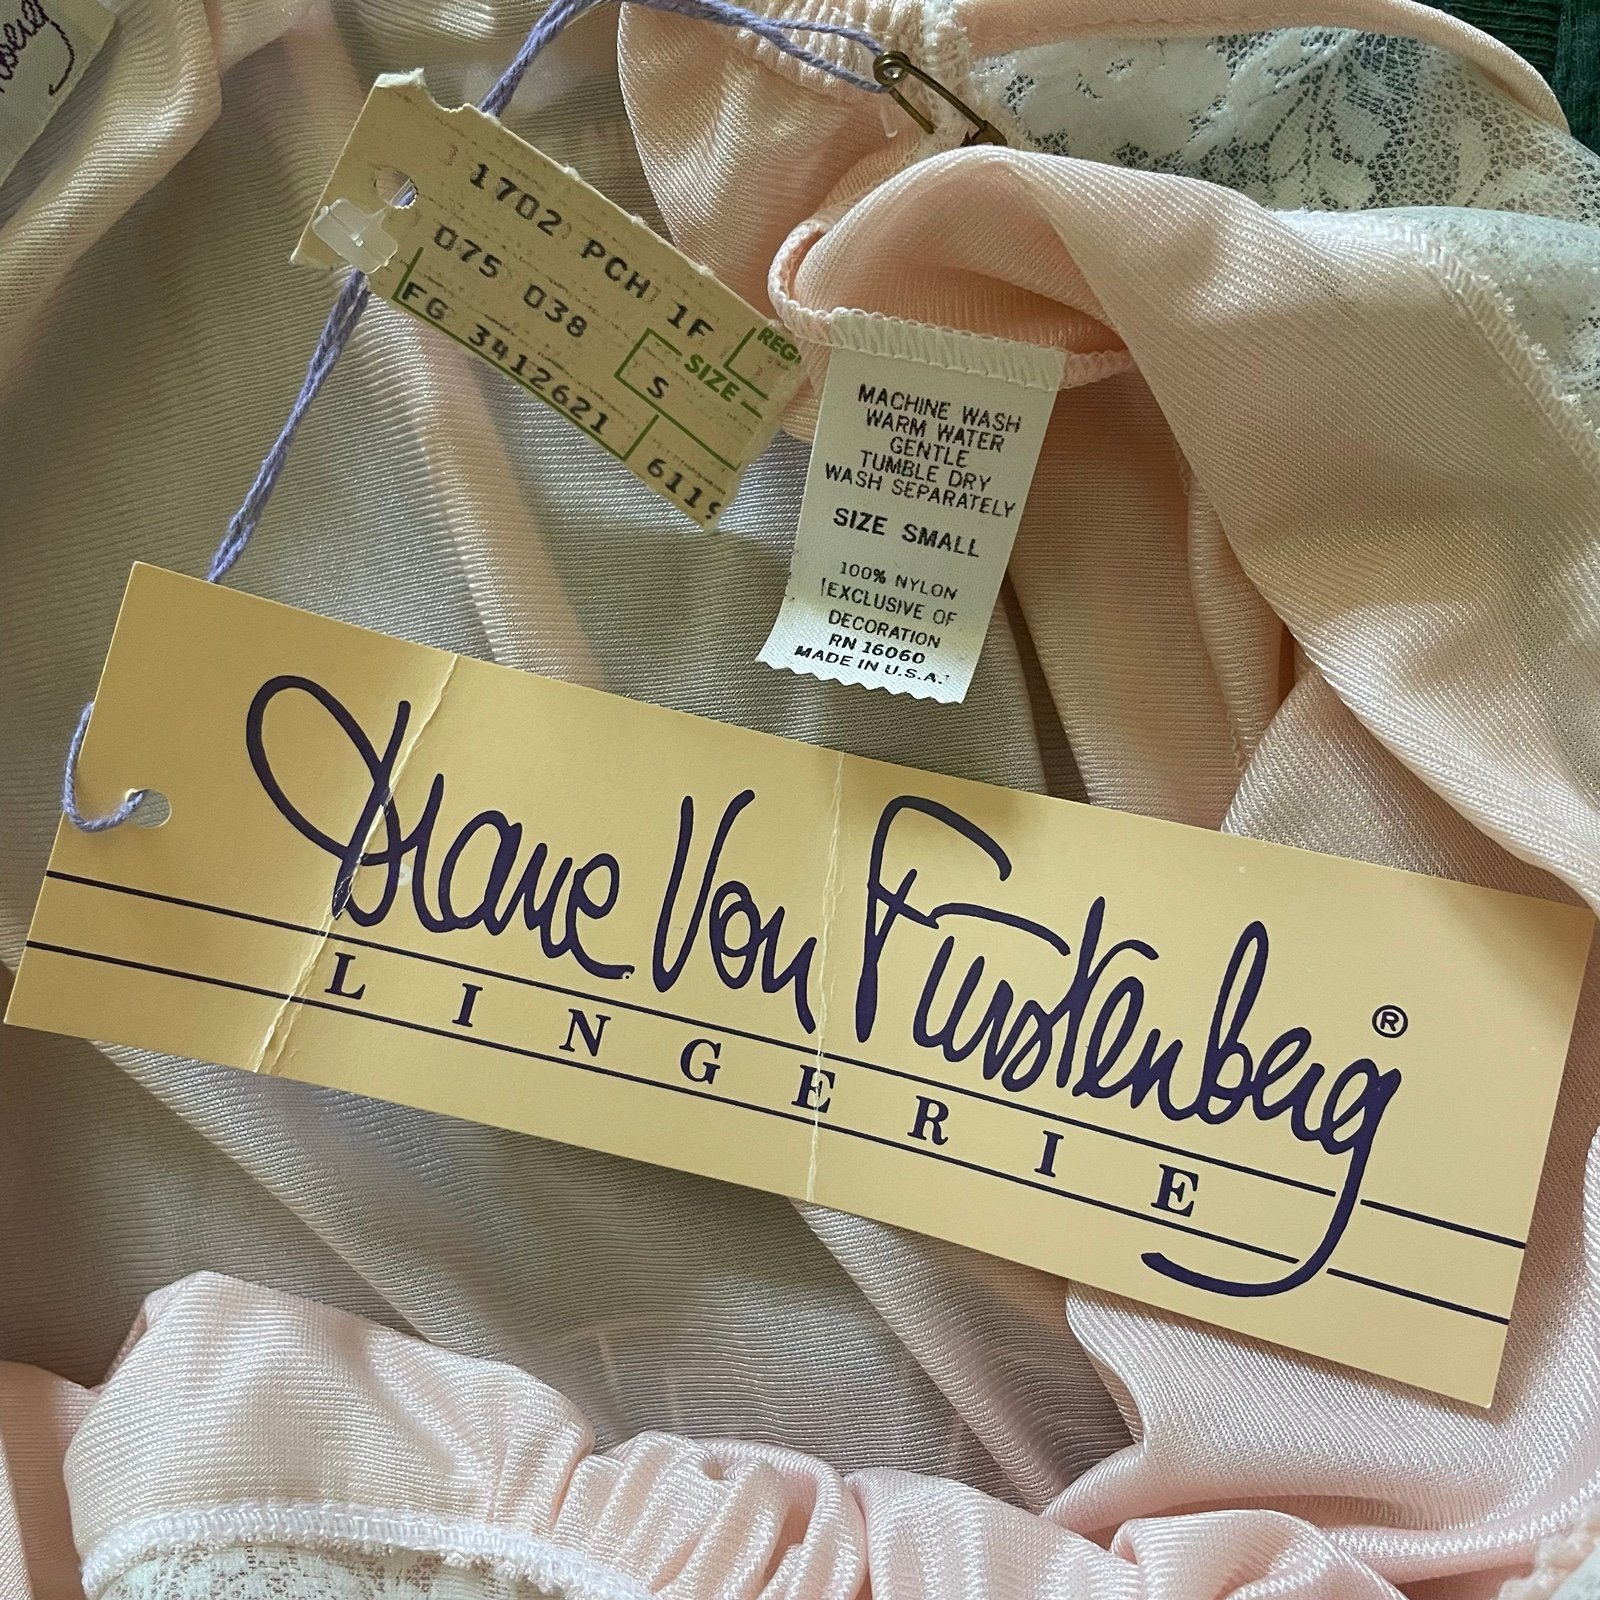 1702 PCH 1F
075 038
REG.
SIZE
S
FG 3412621
MACHINE WASH
WARM WATER
GENTLE
TUMBLE DRY
WASH SEPARATELY
SIZE SMALL
100% NYLON
EXCLUSIVE OF
DECORATION
RN 16060
MADE IN U.S.A.
Diane Von Furstenberg ®
LINGERIE